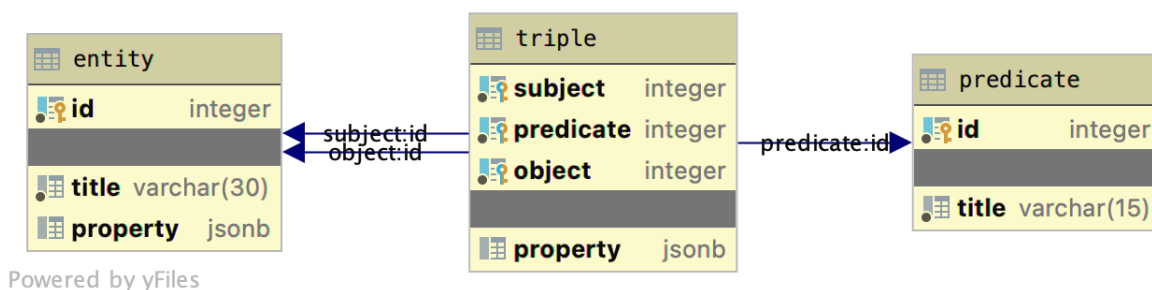 entity
id integer
title varchar(30)
property jsonb
subject:id
object:id
triple
subject integer
predicate integer
object integer
property jsonb
predicate:id
predicate
id integer
title varchar(15)
Powered by yFiles